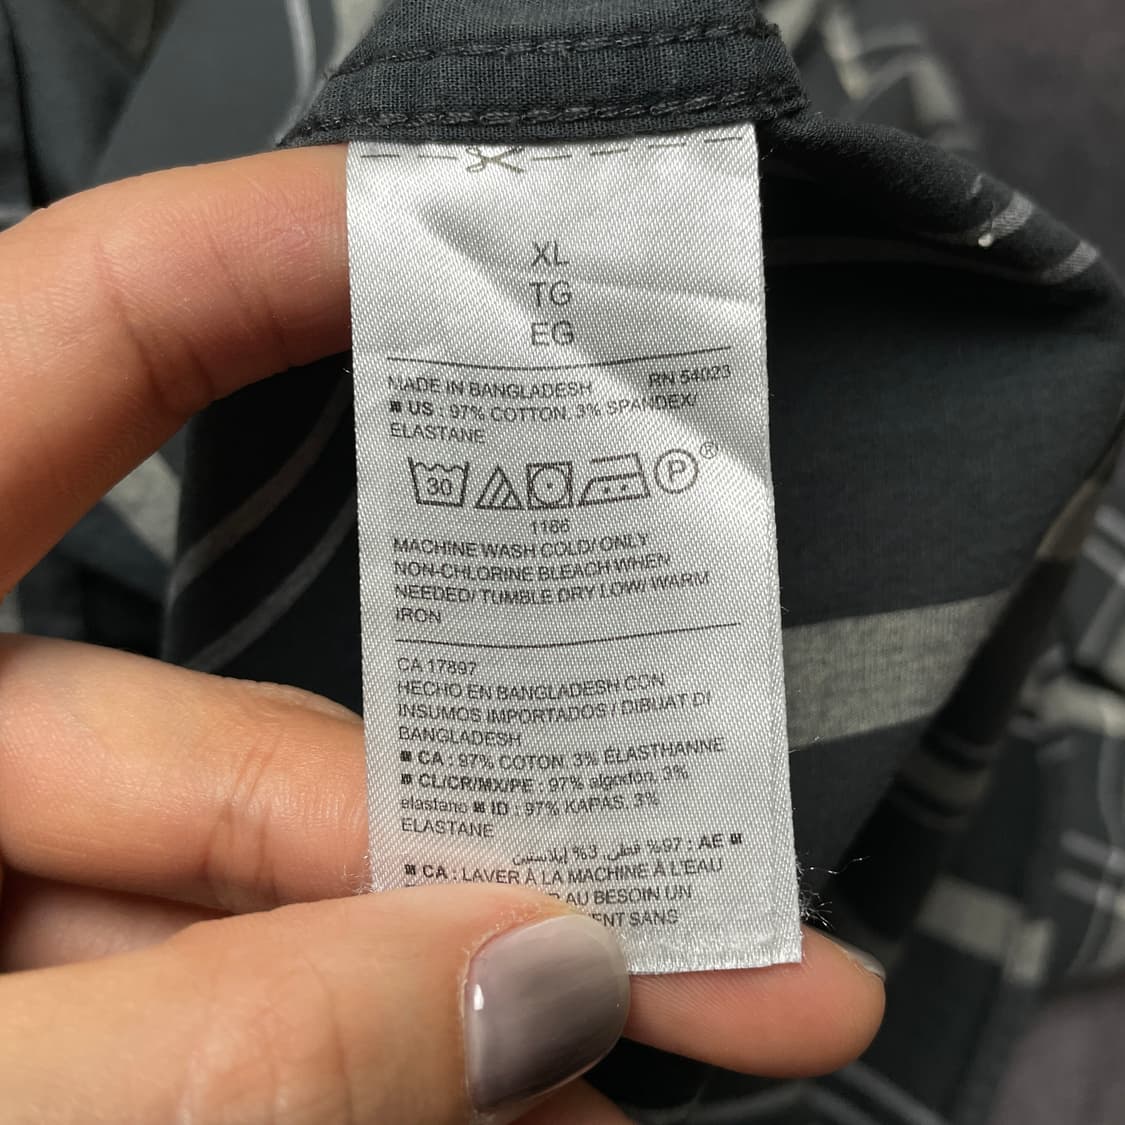 XL
TG
EG
MADE IN BANGLADESH RN 54023
US : 97% COTTON, 3% SPANDEX/
ELASTANE
30 P®
1166
MACHINE WASH COLD/ ONLY
NON-CHLORINE BLEACH WHEN
NEEDED/ TUMBLE DRY LOW/ WARM
IRON
CA 17897
HECHO EN BANGLADESH CON
INSUMOS IMPORTADOS / DIBUAT DI
BANGLADESH
CA : 97% COTON, 3% ÉLASTHANNE
CL/CR/MX/PE : 97% algodon, 3%
elastano ID : 97% KAPAS, 3%
ELASTANE
AE : 97% قطن, 3% إيلاستين
CA : LAVER À LA MACHINE À L'EAU
AU BESOIN UN
SANS